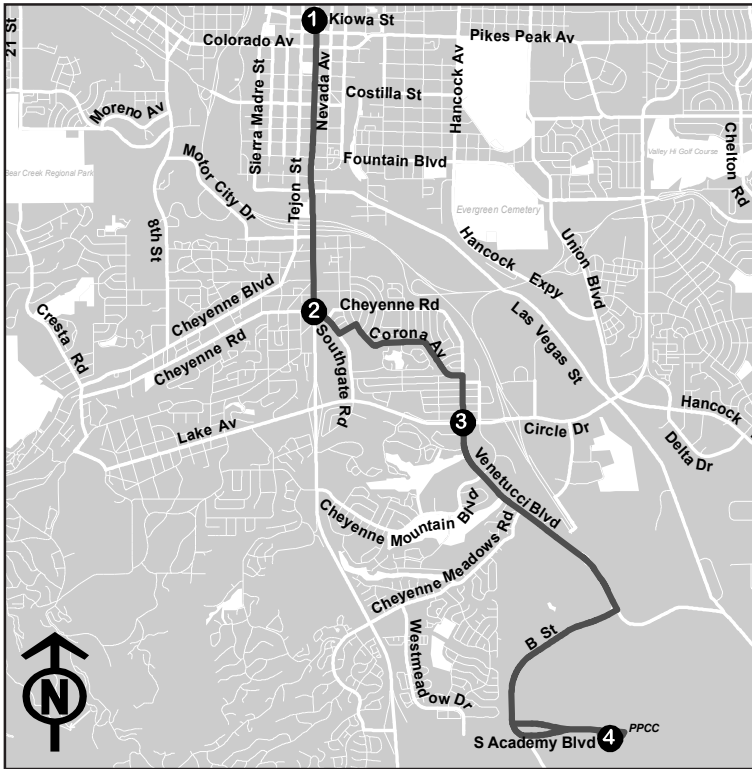 1 Kiowa St
21 St
Colorado Av
Pikes Peak Av
Sierra Madre St
Nevada Av
Costilla St
Hancock Av
Moreno Av
Chelton Rd
Valley Hi Golf Course
Fountain Blvd
Bear Creek Regional Park
Motor City Dr
Tejon St
Evergreen Cemetery
8th St
Hancock Expy
Union Blvd
Cheyenne Blvd
2
Cheyenne Rd
Cresta Rd
Cheyenne Rd
Southgate Rd
Corona Av
Las Vegas St
Lake Av
3
Circle Dr
Hancock
Delta Dr
Venetucci Blvd
Cheyenne Mountain Blvd
Cheyenne Meadows Rd
Westmeadow Dr
B St
N
PPCC
S Academy Blvd 4